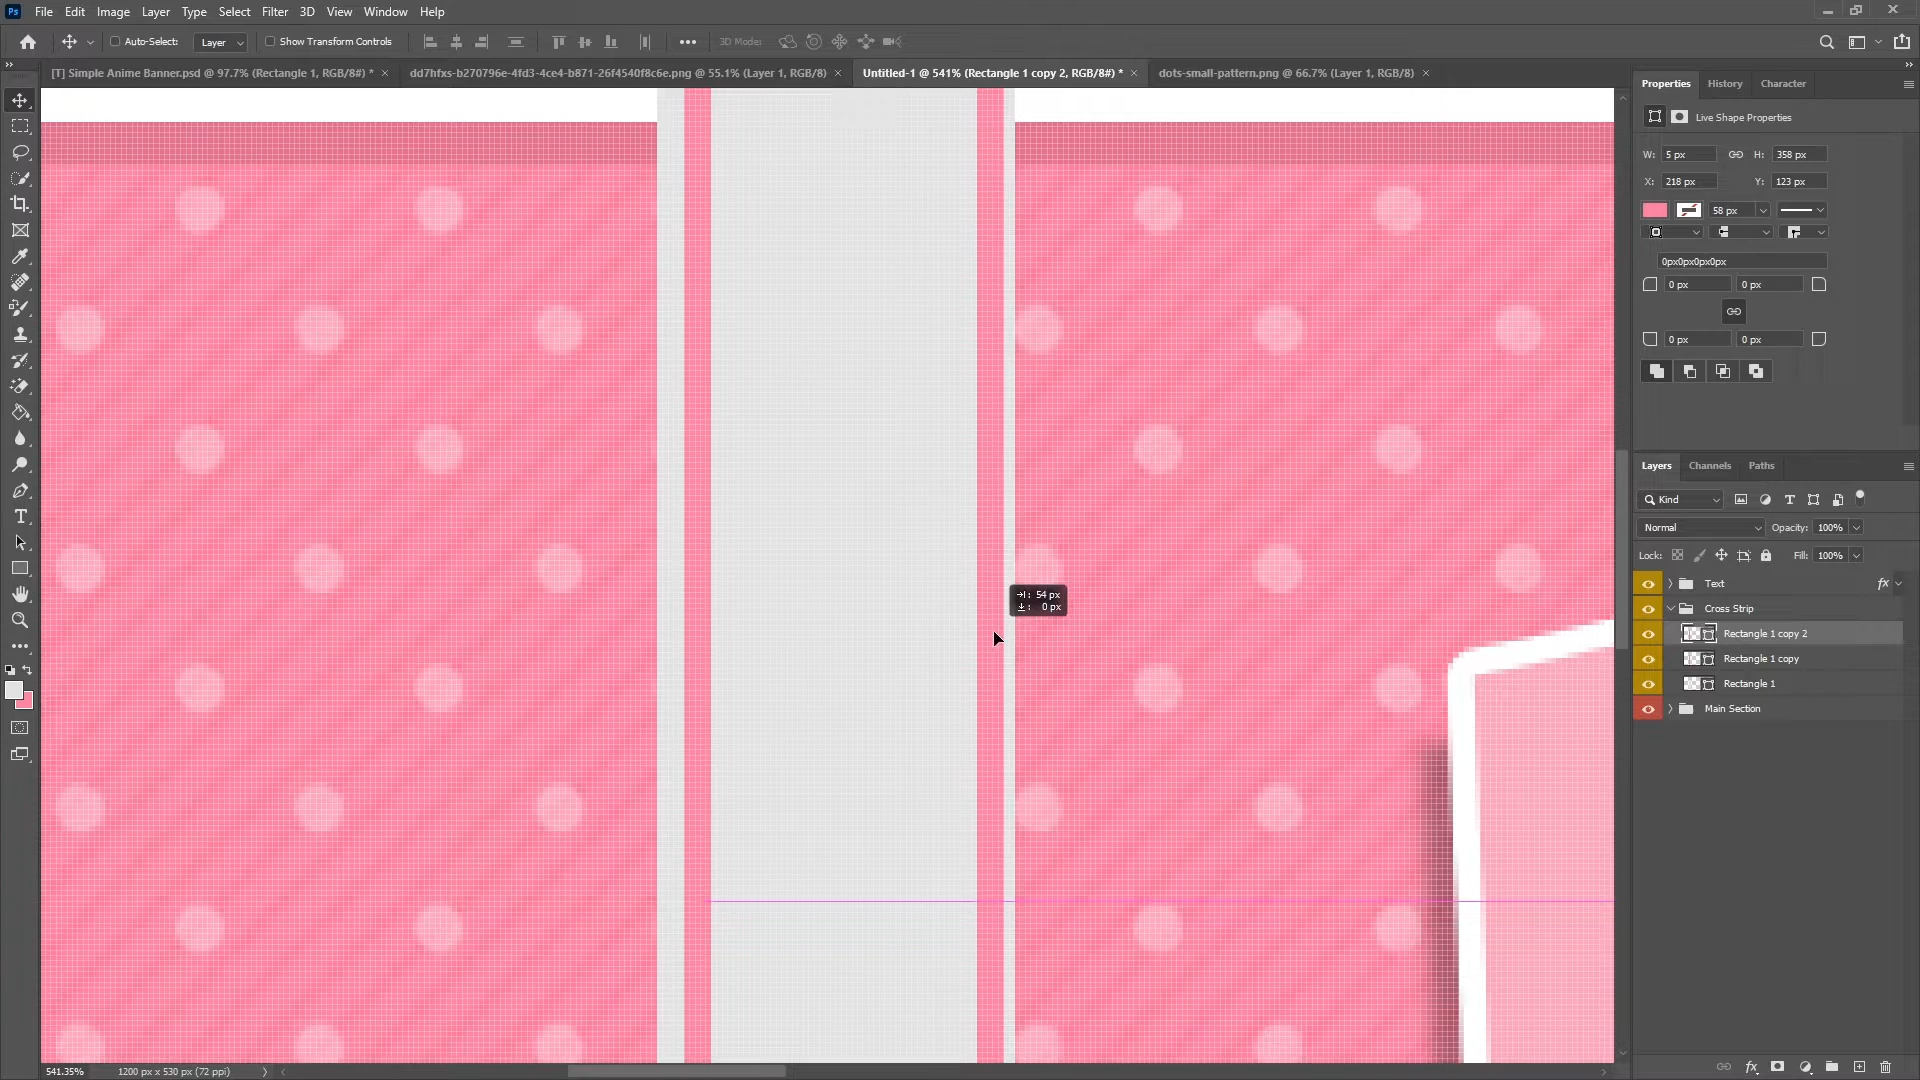 Ps File Edit Image Layer Type Select Filter 3D View Window Help
Auto-Select: Layer Show Transform Controls 3D Mode:
[T] Simple Anime Banner.psd @ 97.7% (Rectangle 1, RGB/8#) * × dd7hfxs-b270796e-4fd3-4ce4-b871-26f4540f8c6e.png @ 55.1% (Layer 1, RGB/8) × Untitled-1 @ 541% (Rectangle 1 copy 2, RGB/8#) * × dots-small-pattern.png @ 66.7% (Layer 1, RGB/8) ×
Properties History Character
Live Shape Properties
W: 5 px H: 358 px
X: 218 px Y: 123 px
58 px
0px0px0px0px
0 px 0 px
0 px 0 px
Layers Channels Paths
Kind
Normal Opacity: 100%
Lock: Fill: 100%
Text fx
Cross Strip
Rectangle 1 copy 2
Rectangle 1 copy
Rectangle 1
Main Section
54 px
0 px
541.35% 1200 px x 530 px (72 ppi)
fx